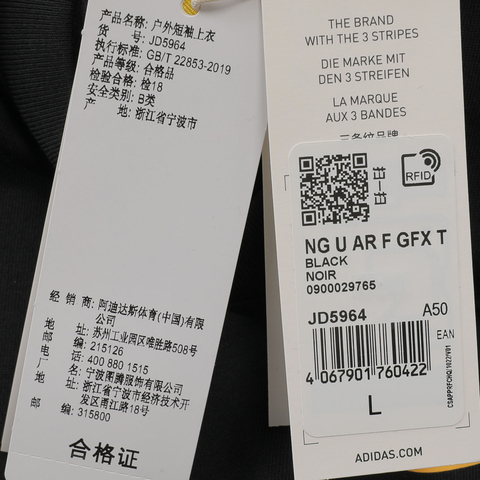 产品名称: 户外短袖上衣
货 号: JD5964
执行标准: GB/T 22853-2019
产品等级: 合格品
检验合格: 检18
安全类别: B类
产 地: 浙江省宁波市
经 销 商: 阿迪达斯体育(中国)有限公司
地 址: 苏州工业园区唯胜路508号
邮 编: 215126
电 话: 400 880 1515
厂 名: 宁波图腾服饰有限公司
地 址: 浙江省宁波市经济技术开发区甬江路18号
邮 编: 315800
合格证
THE BRAND
WITH THE 3 STRIPES
DIE MARKE MIT
DEN 3 STREIFEN
LA MARQUE
AUX 3 BANDES
三条纹品牌
RFID
NG U AR F GFX T
BLACK
NOIR
0900029765
JD5964 A50
EAN
4 067901 760422
L
ADIDAS.COM